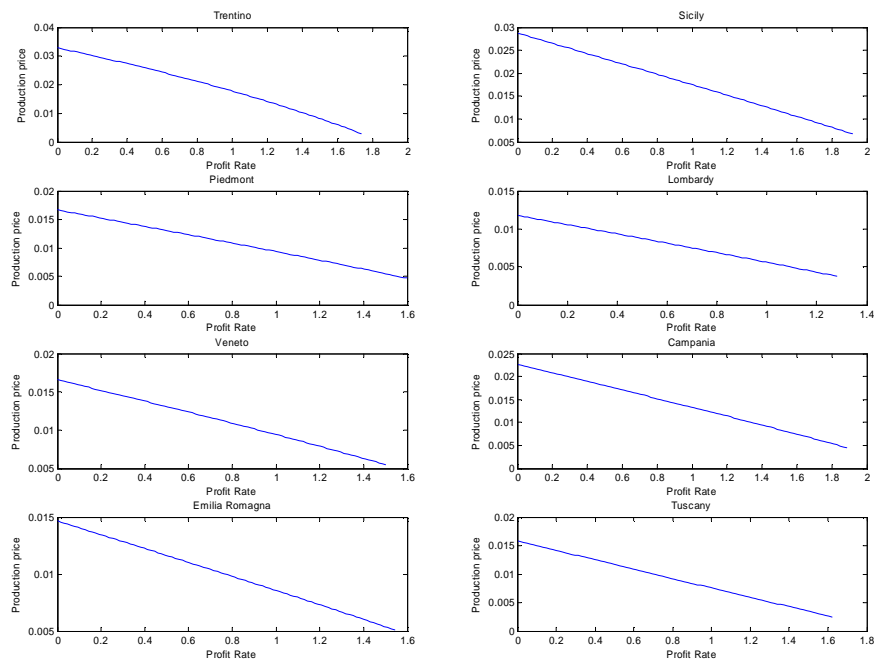 Trentino
Production price
0.04
0.03
0.02
0.01
0
0 0.2 0.4 0.6 0.8 1 1.2 1.4 1.6 1.8 2
Profit Rate
Sicily
Production price
0.03
0.025
0.02
0.015
0.01
0.005
0 0.2 0.4 0.6 0.8 1 1.2 1.4 1.6 1.8 2
Profit Rate
Piedmont
Production price
0.02
0.015
0.01
0.005
0
0 0.2 0.4 0.6 0.8 1 1.2 1.4 1.6
Profit Rate
Lombardy
Production price
0.015
0.01
0.005
0
0 0.2 0.4 0.6 0.8 1 1.2 1.4
Profit Rate
Veneto
Production price
0.02
0.015
0.01
0.005
0 0.2 0.4 0.6 0.8 1 1.2 1.4 1.6
Profit Rate
Campania
Production price
0.025
0.02
0.015
0.01
0.005
0
0 0.2 0.4 0.6 0.8 1 1.2 1.4 1.6 1.8 2
Profit Rate
Emilia Romagna
Production price
0.015
0.01
0.005
0 0.2 0.4 0.6 0.8 1 1.2 1.4 1.6
Profit Rate
Tuscany
Production price
0.02
0.015
0.01
0.005
0
0 0.2 0.4 0.6 0.8 1 1.2 1.4 1.6 1.8
Profit Rate